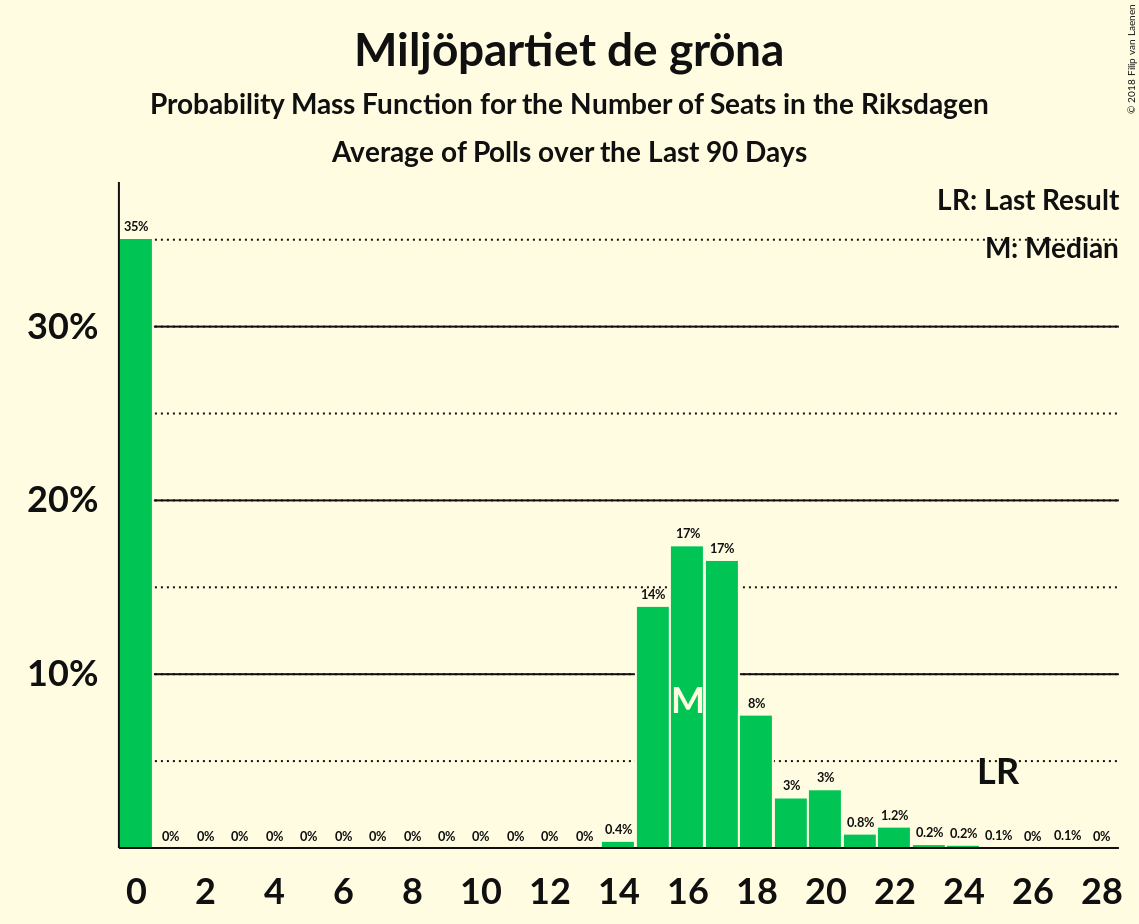 Miljöpartiet de gröna
Probability Mass Function for the Number of Seats in the Riksdagen
Average of Polls over the Last 90 Days
© 2018 Filip van Laenen
LR: Last Result
M: Median
35%
30%
20%
10%
0% 0% 0% 0% 0% 0% 0% 0% 0% 0% 0% 0% 0% 0.4% 14% 17% 17% 8% 3% 3% 0.8% 1.2% 0.2% 0.2% 0.1% 0% 0.1% 0%
M
LR
0 2 4 6 8 10 12 14 16 18 20 22 24 26 28